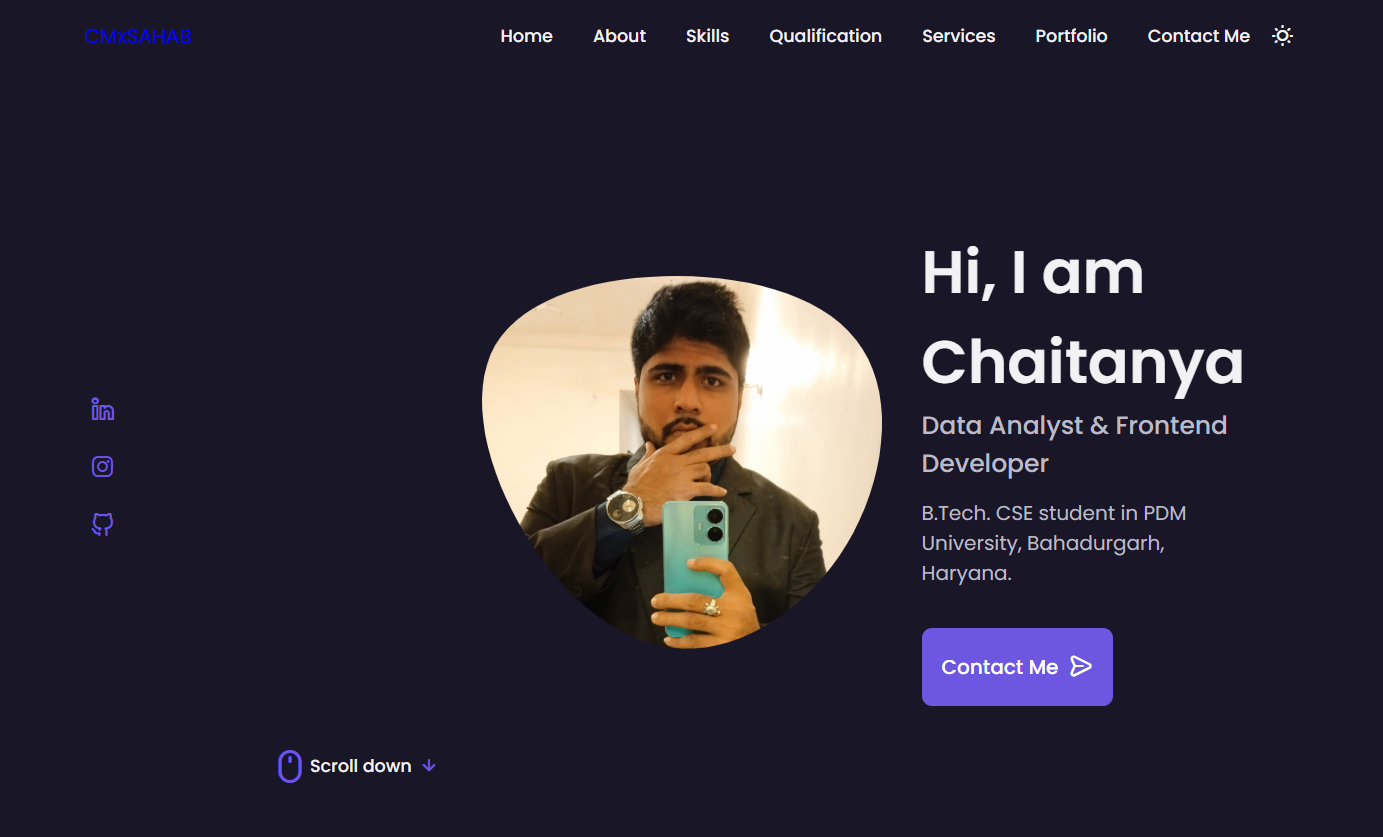 CMxSAHAB
Home About Skills Qualification Services Portfolio Contact Me
Hi, I am
Chaitanya
Data Analyst & Frontend
Developer
B.Tech. CSE student in PDM
University, Bahadurgarh,
Haryana.
Contact Me
Scroll down